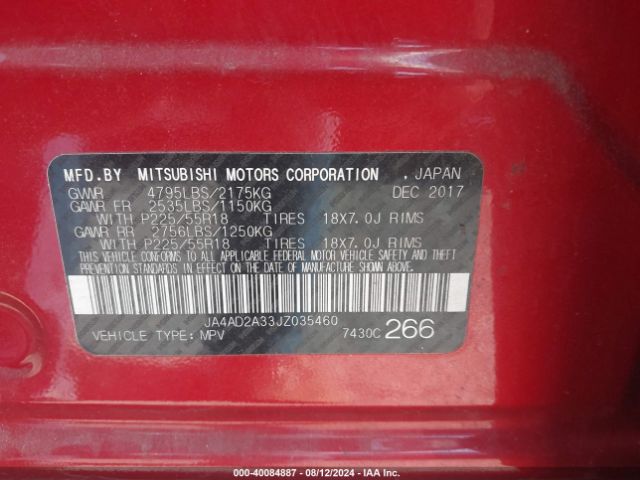 MFD.BY MITSUBISHI MOTORS CORPORATION , JAPAN
GVWR 4795LBS/2175KG DEC 2017
GAWR FR 2535LBS/1150KG
WITH P225/55R18 TIRES 18X7.0J RIMS
GAWR RR 2756LBS/1250KG
WITH P225/55R18 TIRES 18X7.0J RIMS
THIS VEHICLE CONFORMS TO ALL APPLICABLE FEDERAL MOTOR VEHICLE SAFETY AND THEFT
PREVENTION STANDARDS IN EFFECT ON THE DATE OF MANUFACTURE SHOWN ABOVE.
JA4AD2A33JZ035460
VEHICLE TYPE: MPV 7430C 266
000-40084887 - 08/12/2024 - IAA Inc.